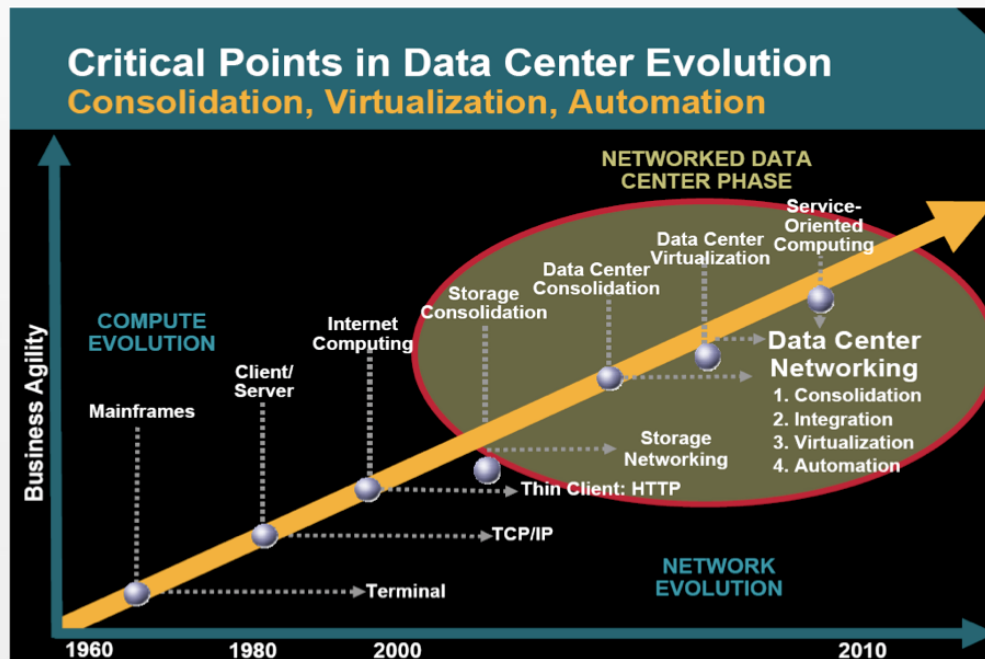 Critical Points in Data Center Evolution
Consolidation, Virtualization, Automation
NETWORKED DATA
CENTER PHASE
Service-
Oriented
Computing
Data Center
Virtualization
Data Center
Consolidation
Storage
Consolidation
COMPUTE
EVOLUTION
Internet
Computing
Client/
Server
Mainframes
Business Agility
Data Center
Networking
1. Consolidation
2. Integration
3. Virtualization
4. Automation
Storage
Networking
Thin Client: HTTP
TCP/IP
Terminal
NETWORK
EVOLUTION
1960
1980
2000
2010